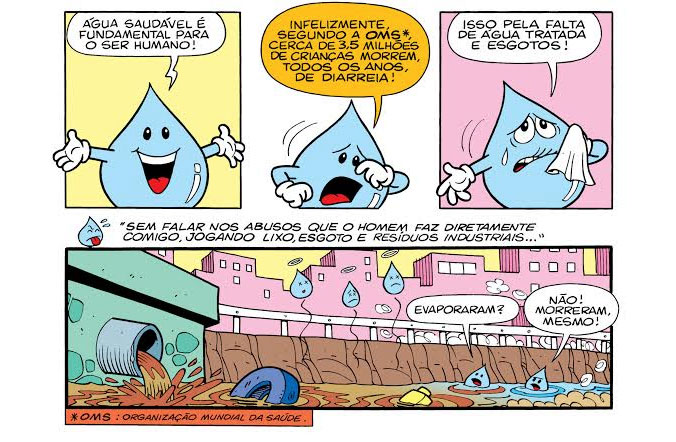 ÁGUA SAUDÁVEL É
FUNDAMENTAL PARA
O SER HUMANO!
INFELIZMENTE,
SEGUNDO A OMS*,
CERCA DE 3,5 MILHÕES
DE CRIANÇAS MORREM,
TODOS OS ANOS,
DE DIARREIA!
ISSO PELA FALTA
DE ÁGUA TRATADA
E ESGOTOS!
"SEM FALAR NOS ABUSOS QUE O HOMEM FAZ DIRETAMENTE
COMIGO, JOGANDO LIXO, ESGOTO E RESÍDUOS INDUSTRIAIS..."
EVAPORARAM?
NÃO!
MORRERAM,
MESMO!
*OMS: ORGANIZAÇÃO MUNDIAL DA SAÚDE.